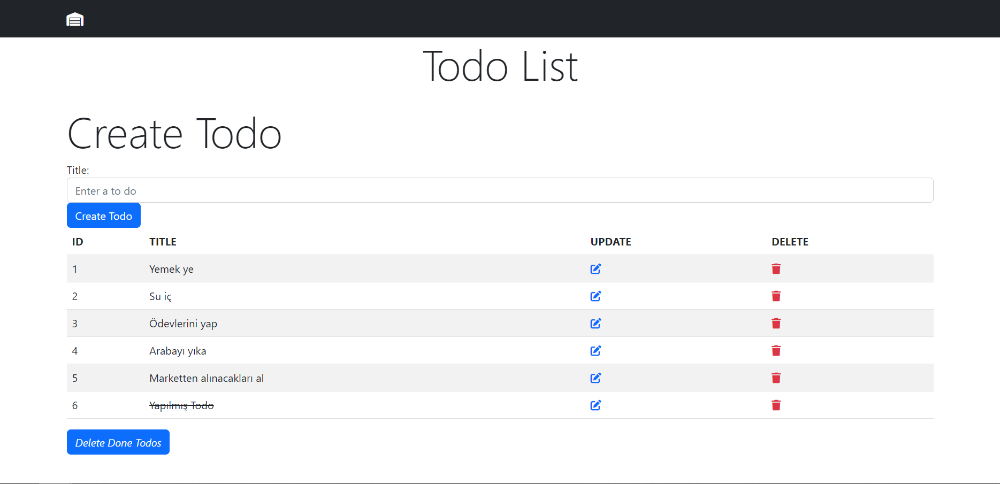 Todo List
Create Todo
Title:
Enter a to do
Create Todo
ID TITLE UPDATE DELETE
1 Yemek ye
2 Su iç
3 Ödevlerini yap
4 Arabayı yıka
5 Marketten alınacakları al
6 Yapılmış Todo
Delete Done Todos